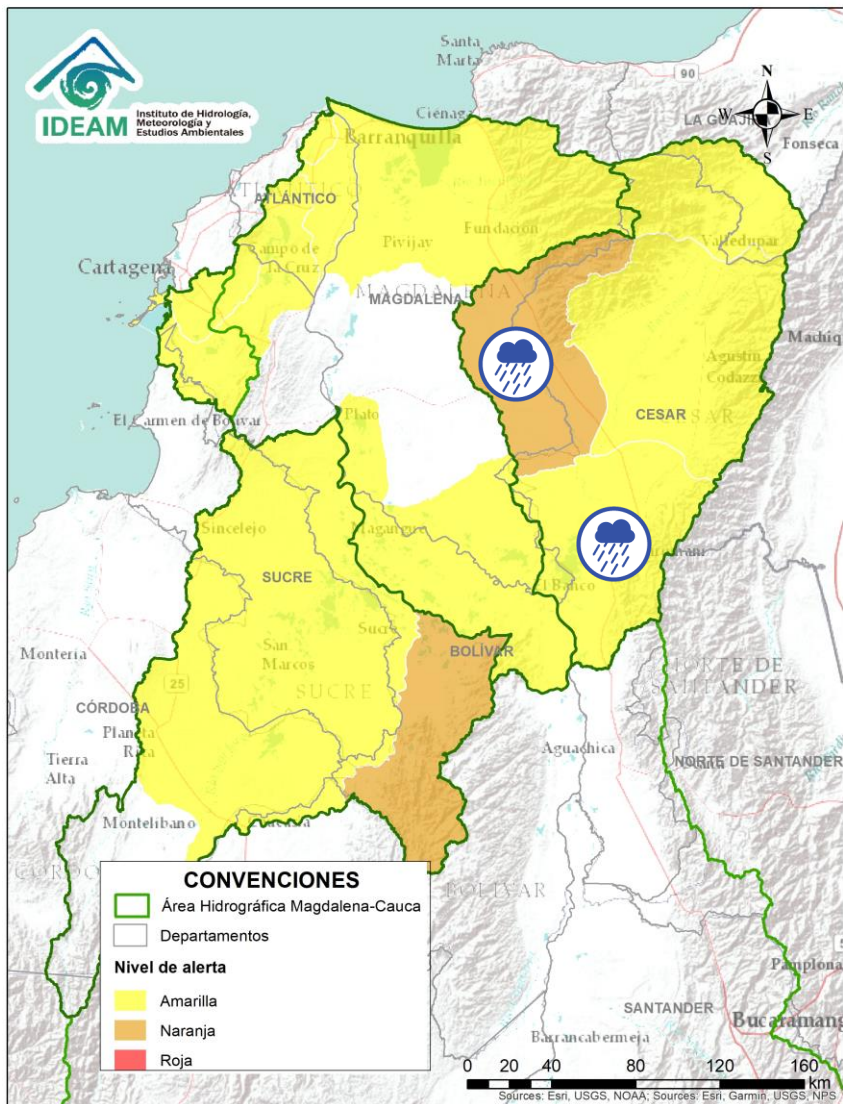 IDEAM
Instituto de Hidrología,
Meteorología y
Estudios Ambientales
Santa
Marta
90
N
W
E
S
LA GUAJI
Fonseca
Ciénaga
Barranquilla
ATLÁNTICO
Valledupar
Cartagena
Campo de
la Cruz
Pivijay
Fundación
MAGDALENA
Machiq
Agustín
Codazzi
CESAR
El Carmen de Bolívar
Plato
Sincelejo
Magangué
SUCRE
El Banco
Sucre
BOLÍVAR
San
Marcos
SUCRE
Montería
25
CÓRDOBA
Planeta
Rica
Tierra
Alta
NORTE DE
SANTANDER
Aguachica
NORTE DE SANTANDER
Montelibano
BOLÍVAR
CONVENCIONES
Área Hidrográfica Magdalena-Cauca
Departamentos
Nivel de alerta
Amarilla
Naranja
Roja
Pamplona
SANTANDER
Bucaramang
Barrancabermeja
0 20 40 80 120 160
km
Sources: Esri, USGS, NOAA; Sources: Esri, Garmin, USGS, NPS